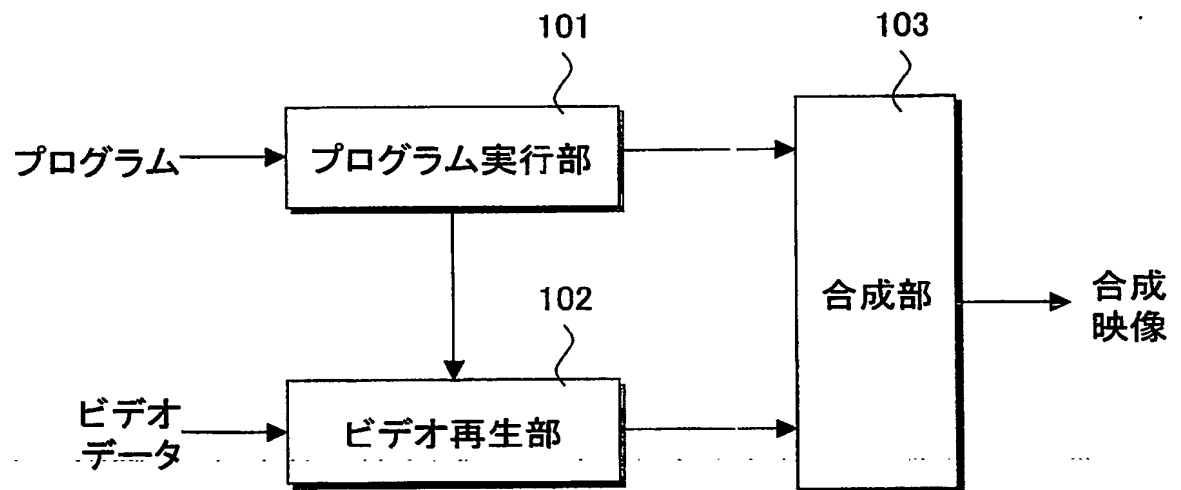 101
103
プログラム
プログラム実行部
102
合成部
合成
映像
ビデオ
データ
ビデオ再生部